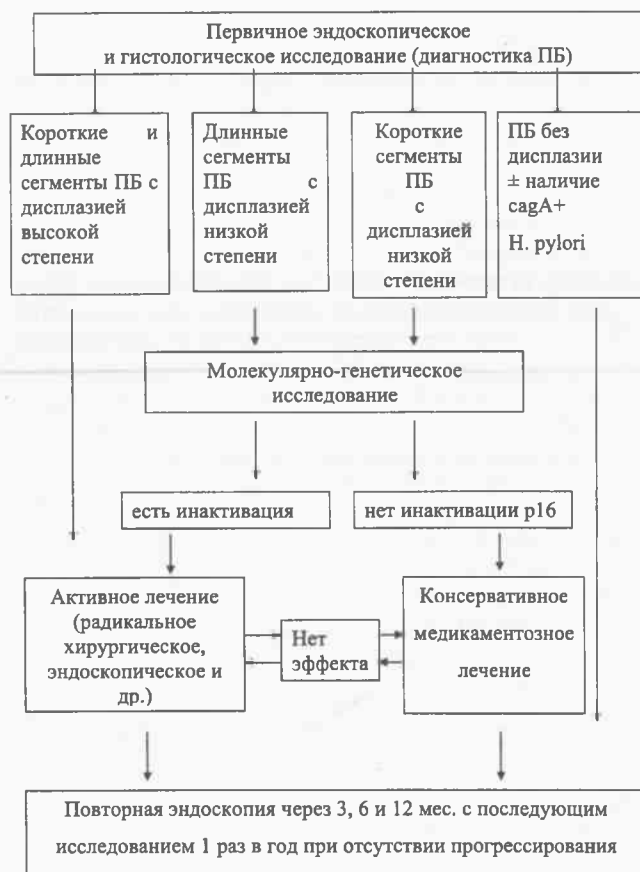 Первичное эндоскопическое
и гистологическое исследование (диагностика ПБ)
Короткие и
длинные
сегменты ПБ с
дисплазией
высокой
степени
Длинные
сегменты
ПБ с
дисплазией
низкой
степени
Короткие
сегменты
ПБ
с
дисплазией
низкой
степени
ПБ без
дисплазии
± наличие
cagA+
H. pylori
Молекулярно-генетическое
исследование
есть инактивация
нет инактивации p16
Активное лечение
(радикальное
хирургическое,
эндоскопическое и
др.)
Нет
эффекта
Консервативное
медикаментозное
лечение
Повторная эндоскопия через 3, 6 и 12 мес. с последующим
исследованием 1 раз в год при отсутствии прогрессирования